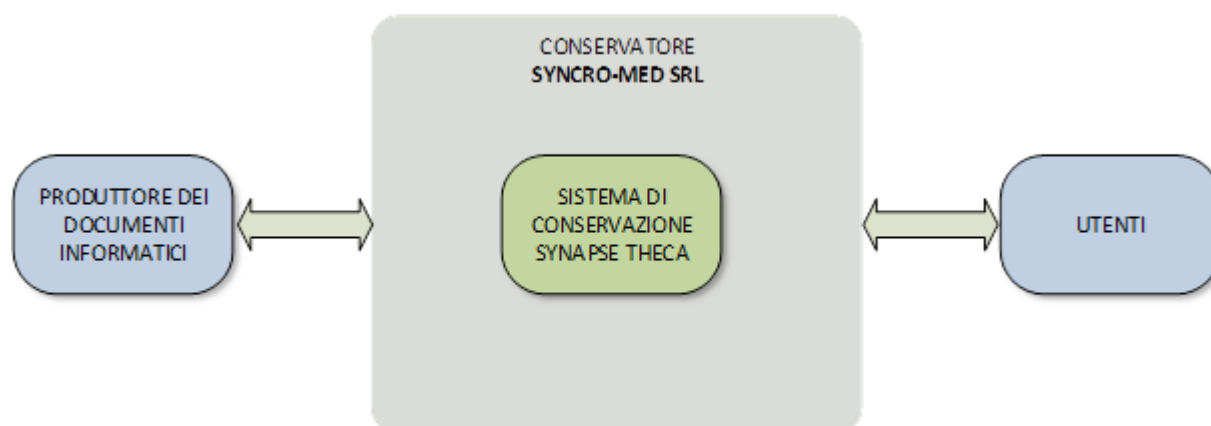 CONSERVATORE
SYNCRO-MED SRL
PRODUTTORE DEI
DOCUMENTI
INFORMATICI
SISTEMA DI
CONSERVAZIONE
SYNAPSE THECA
UTENTI